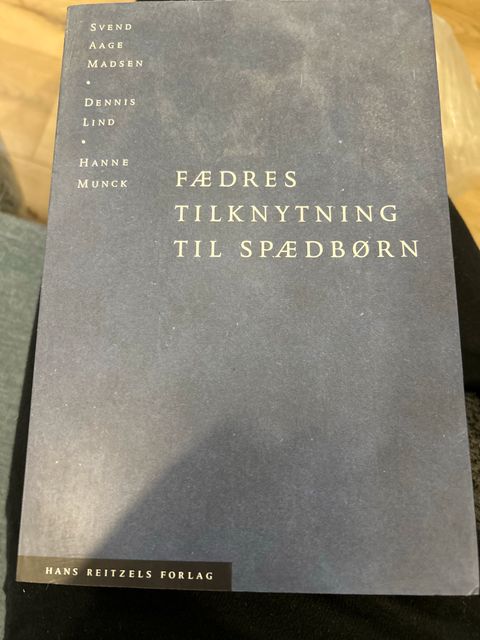 SVEND
AAGE
MADSEN
•
DENNIS
LIND
•
HANNE
MUNCK
FÆDRES
TILKNYTNING
TIL SPÆDBØRN
HANS REITZELS FORLAG